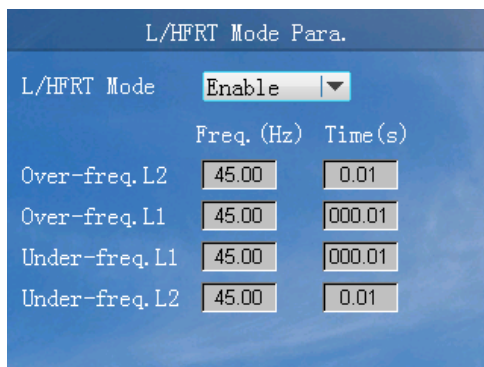 L/HFRT Mode Para.
L/HFRT Mode Enable
Freq.(Hz) Time(s)
Over-freq.L2 45.00 0.01
Over-freq.L1 45.00 000.01
Under-freq.L1 45.00 000.01
Under-freq.L2 45.00 0.01